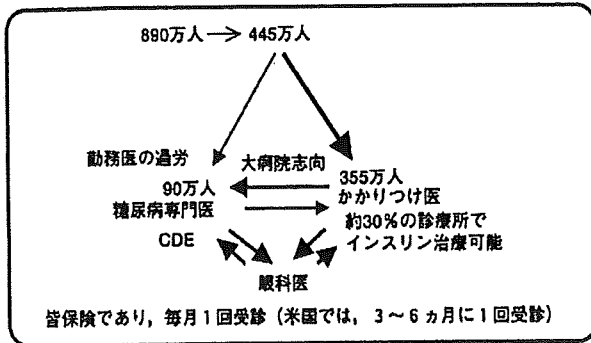 890万人→445万人
勤務医の過労
大病院志向
90万人
355万人
糖尿病専門医
かかりつけ医
CDE
約30%の診療所で
インスリン治療可能
眼科医
皆保険であり,毎月1回受診(米国では,3〜6ヵ月に1回受診)